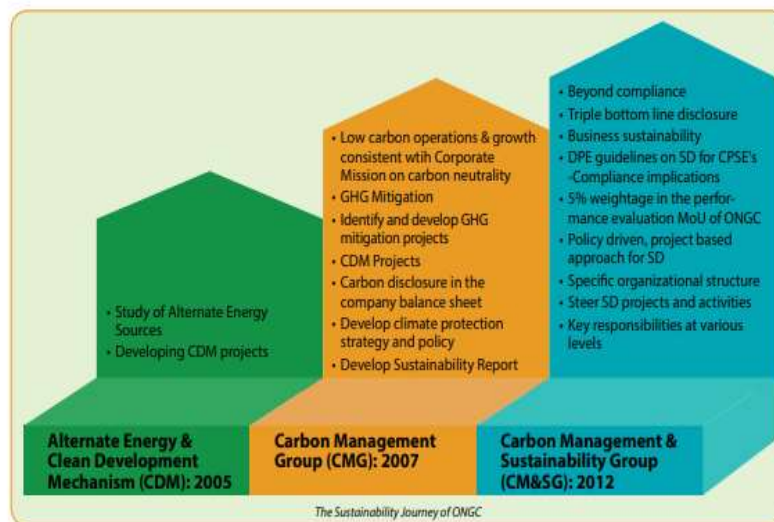 • Study of Alternate Energy
Sources
• Developing CDM projects
Alternate Energy &
Clean Development
Mechanism (CDM): 2005
• Low carbon operations & growth
consistent wtih Corporate
Mission on carbon neutrality
• GHG Mitigation
• Identify and develop GHG
mitigation projects
• CDM Projects
• Carbon disclosure in the
company balance sheet
• Develop climate protection
strategy and policy
• Develop Sustainability Report
Carbon Management
Group (CMG): 2007
• Beyond compliance
• Triple bottom line disclosure
• Business sustainability
• DPE guidelines on SD for CPSE's
-Compliance implications
• 5% weightage in the perfor-
mance evaluation MoU of ONGC
• Policy driven, project based
approach for SD
• Specific organizational structure
• Steer SD projects and activities
• Key responsibilities at various
levels
Carbon Management &
Sustainability Group
(CM&SG): 2012
The Sustainability Journey of ONGC